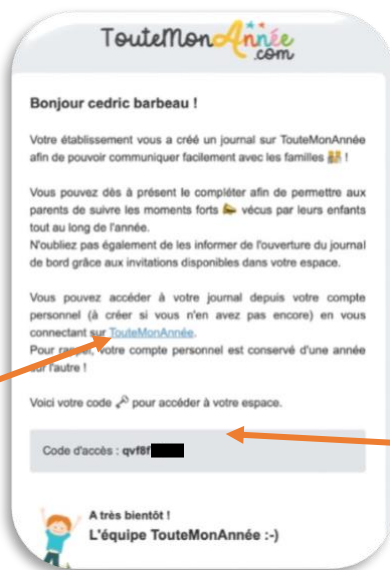 TouteMonAnnée
.com
Bonjour cedric barbeau !
Votre établissement vous a créé un journal sur TouteMonAnnée
afin de pouvoir communiquer facilement avec les familles 👪 !
Vous pouvez dès à présent le compléter afin de permettre aux
parents de suivre les moments forts 💪 vécus par leurs enfants
tout au long de l'année.
N'oubliez pas également de les informer de l'ouverture du journal
de bord grâce aux invitations disponibles dans votre espace.
Vous pouvez accéder à votre journal depuis votre compte
personnel (à créer si vous n'en avez pas encore) en vous
connectant sur TouteMonAnnée.
Pour rappel, votre compte personnel est conservé d'une année
sur l'autre !
Voici votre code 🔑 pour accéder à votre espace.
Code d'accès : qvf8f
A très bientôt !
L'équipe TouteMonAnnée :-)